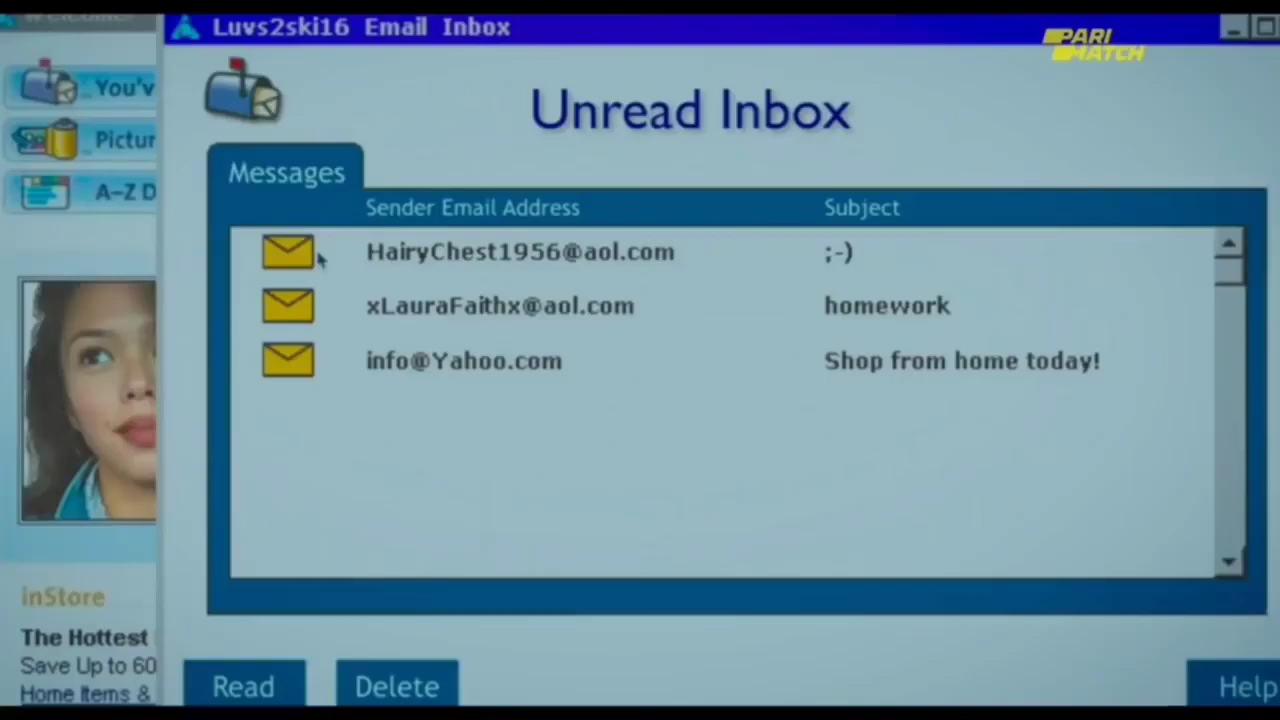 Welcome
Luvs2ski16 Email Inbox
PARI
MATCH
You'v
Pictur
A-Z D
Unread Inbox
Messages
Sender Email Address Subject
HairyChest1956@aol.com ;-)
xLauraFaithx@aol.com homework
info@Yahoo.com Shop from home today!
inStore
The Hottest
Save Up to 60
Home Items &
Read Delete Help